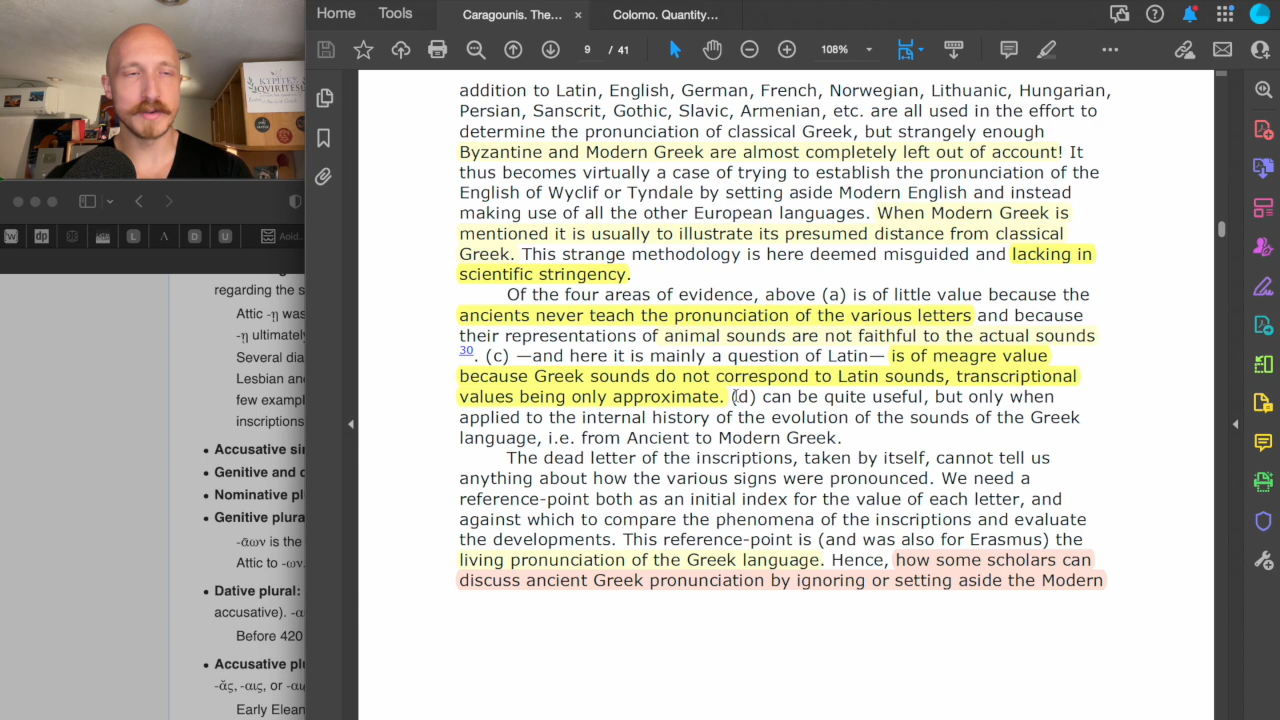 Home
Tools
Caragounis. The...
×
Colomo. Quantity...
9
/ 41
108%
ΚΥΡΙΤΕΣ
QVIRITES
W
dp
L
Λ
D
U
Aoid...
regarding the s
Attic -ῃ was
-ῃ ultimately
Several dia
Lesbian and
few example
inscriptions
• Accusative sin
• Genitive and d
• Nominative pl
• Genitive plura
-ᾱων is the
Attic to -ων.
• Dative plural:
accusative). -α
Before 420
• Accusative plu
-ᾰς, -αις, or -αι
Early Elean
addition to Latin, English, German, French, Norwegian, Lithuanic, Hungarian,
Persian, Sanscrit, Gothic, Slavic, Armenian, etc. are all used in the effort to
determine the pronunciation of classical Greek, but strangely enough
Byzantine and Modern Greek are almost completely left out of account! It
thus becomes virtually a case of trying to establish the pronunciation of the
English of Wyclif or Tyndale by setting aside Modern English and instead
making use of all the other European languages. When Modern Greek is
mentioned it is usually to illustrate its presumed distance from classical
Greek. This strange methodology is here deemed misguided and lacking in
scientific stringency.
Of the four areas of evidence, above (a) is of little value because the
ancients never teach the pronunciation of the various letters and because
their representations of animal sounds are not faithful to the actual sounds
30. (c) —and here it is mainly a question of Latin— is of meagre value
because Greek sounds do not correspond to Latin sounds, transcriptional
values being only approximate. (d) can be quite useful, but only when
applied to the internal history of the evolution of the sounds of the Greek
language, i.e. from Ancient to Modern Greek.
The dead letter of the inscriptions, taken by itself, cannot tell us
anything about how the various signs were pronounced. We need a
reference-point both as an initial index for the value of each letter, and
against which to compare the phenomena of the inscriptions and evaluate
the developments. This reference-point is (and was also for Erasmus) the
living pronunciation of the Greek language. Hence, how some scholars can
discuss ancient Greek pronunciation by ignoring or setting aside the Modern